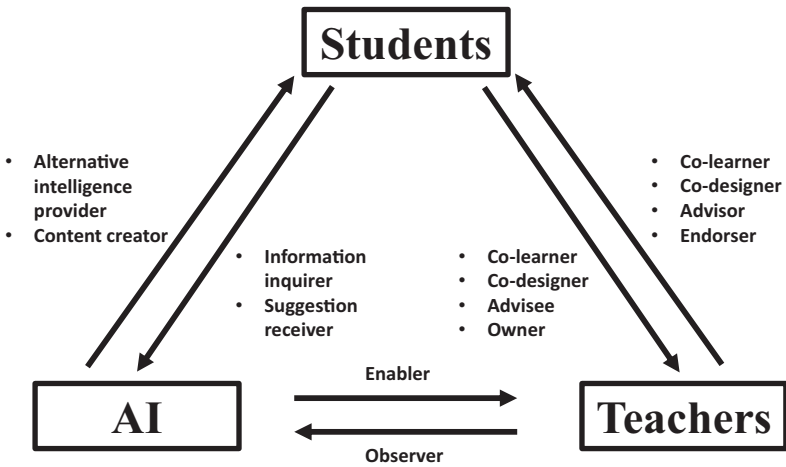 Students
• Alternative
intelligence
provider
• Content creator
• Co-learner
• Co-designer
• Advisor
• Endorser
• Information
inquirer
• Suggestion
receiver
• Co-learner
• Co-designer
• Advisee
• Owner
Enabler
AI
Teachers
Observer